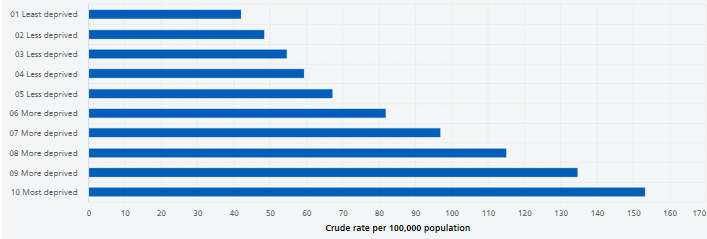 01 Least deprived
02 Less deprived
03 Less deprived
04 Less deprived
05 Less deprived
06 More deprived
07 More deprived
08 More deprived
09 More deprived
10 Most deprived
0 10 20 30 40 50 60 70 80 90 100 110 120 130 140 150 160 170
Crude rate per 100,000 population